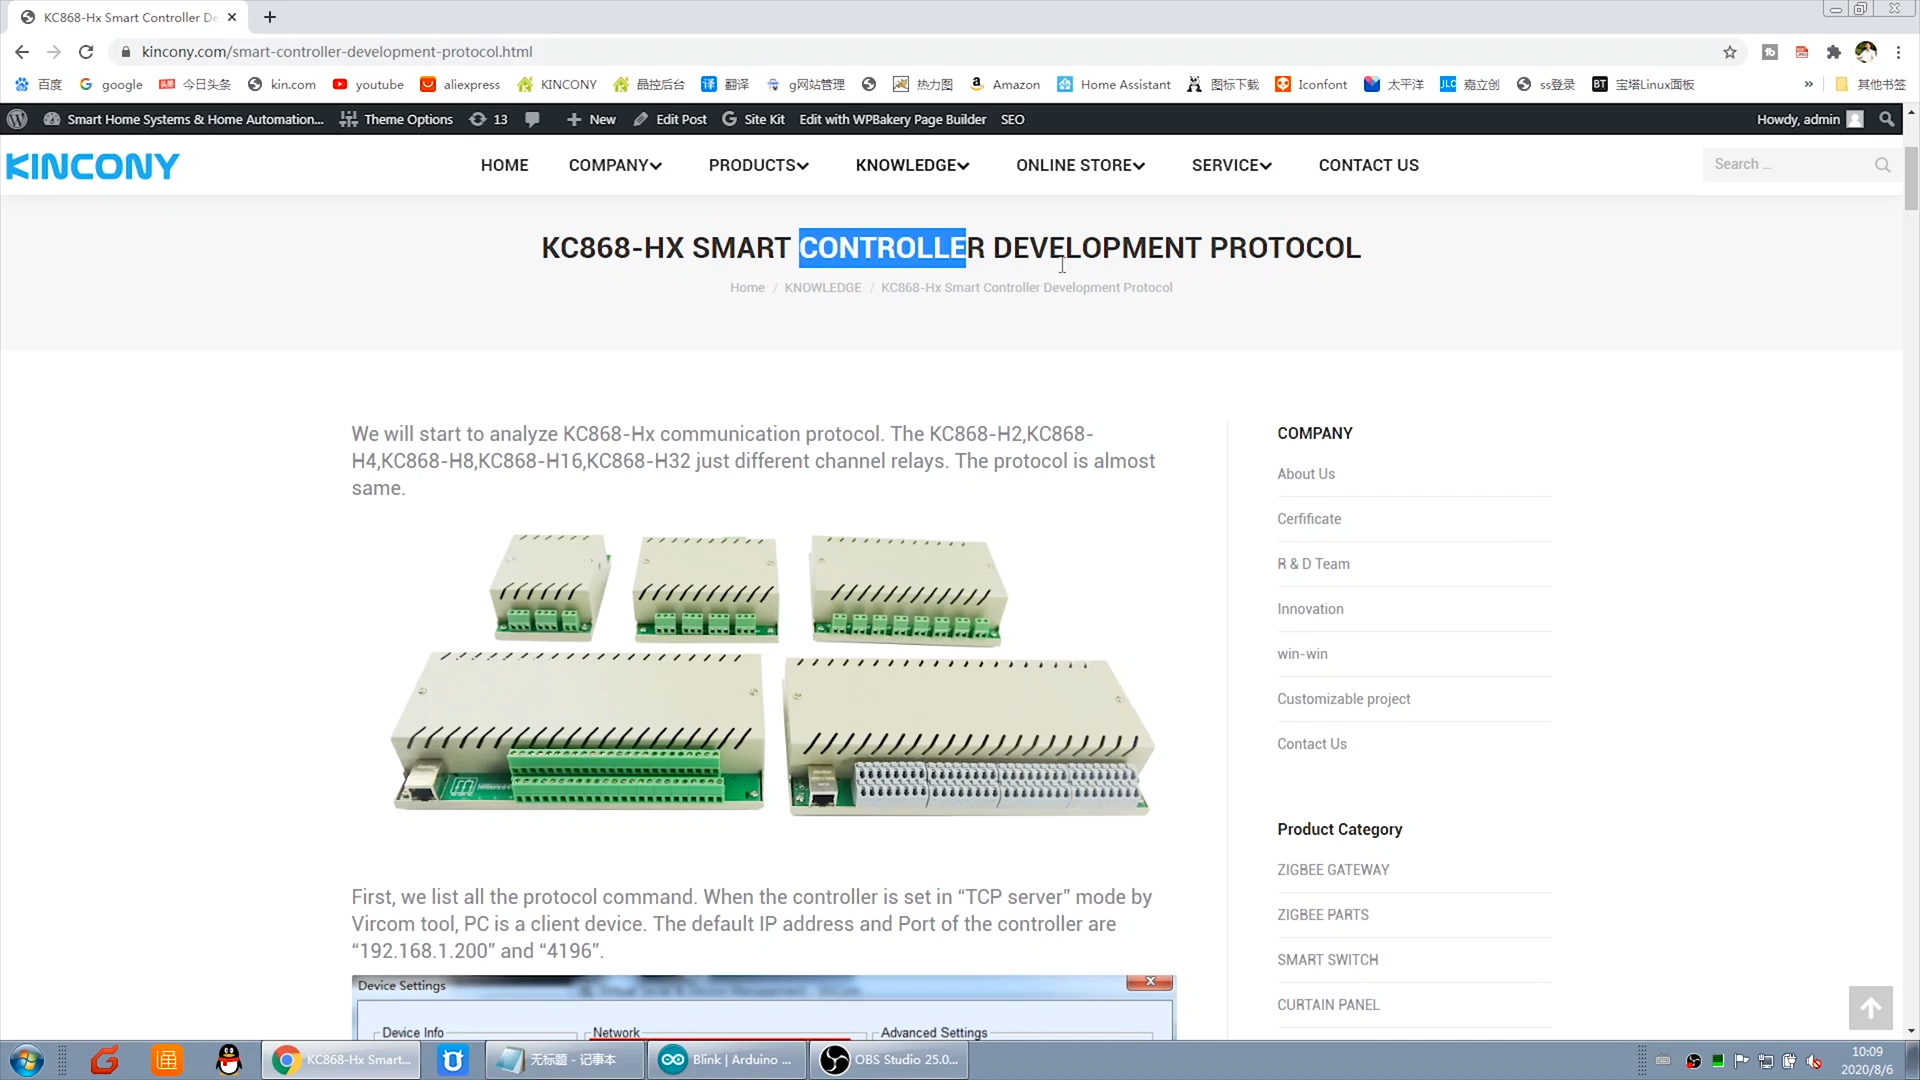 KC868-Hx Smart Controller De
kincony.com/smart-controller-development-protocol.html
百度 google 今日头条 kin.com youtube aliexpress KINCONY 晶控后台 翻译 g网站管理 热力图 Amazon Home Assistant 图标下载 Iconfont 太平洋 嘉立创 ss登录 宝塔Linux面板 » 其他书签
Smart Home Systems & Home Automation... Theme Options 13 New Edit Post Site Kit Edit with WPBakery Page Builder SEO Howdy, admin
KINCONY HOME COMPANY PRODUCTS KNOWLEDGE ONLINE STORE SERVICE CONTACT US Search ...
KC868-HX SMART CONTROLLER DEVELOPMENT PROTOCOL
Home / KNOWLEDGE / KC868-Hx Smart Controller Development Protocol
We will start to analyze KC868-Hx communication protocol. The KC868-H2,KC868-
H4,KC868-H8,KC868-H16,KC868-H32 just different channel relays. The protocol is almost
same.
First, we list all the protocol command. When the controller is set in “TCP server” mode by
Vircom tool, PC is a client device. The default IP address and Port of the controller are
“192.168.1.200” and “4196”.
Device Settings
Device Info Network Advanced Settings
COMPANY
About Us
Cerfificate
R & D Team
Innovation
win-win
Customizable project
Contact Us
Product Category
ZIGBEE GATEWAY
ZIGBEE PARTS
SMART SWITCH
CURTAIN PANEL
KC868-Hx Smart... 无标题 - 记事本 Blink | Arduino ... OBS Studio 25.0... 10:09
2020/8/6